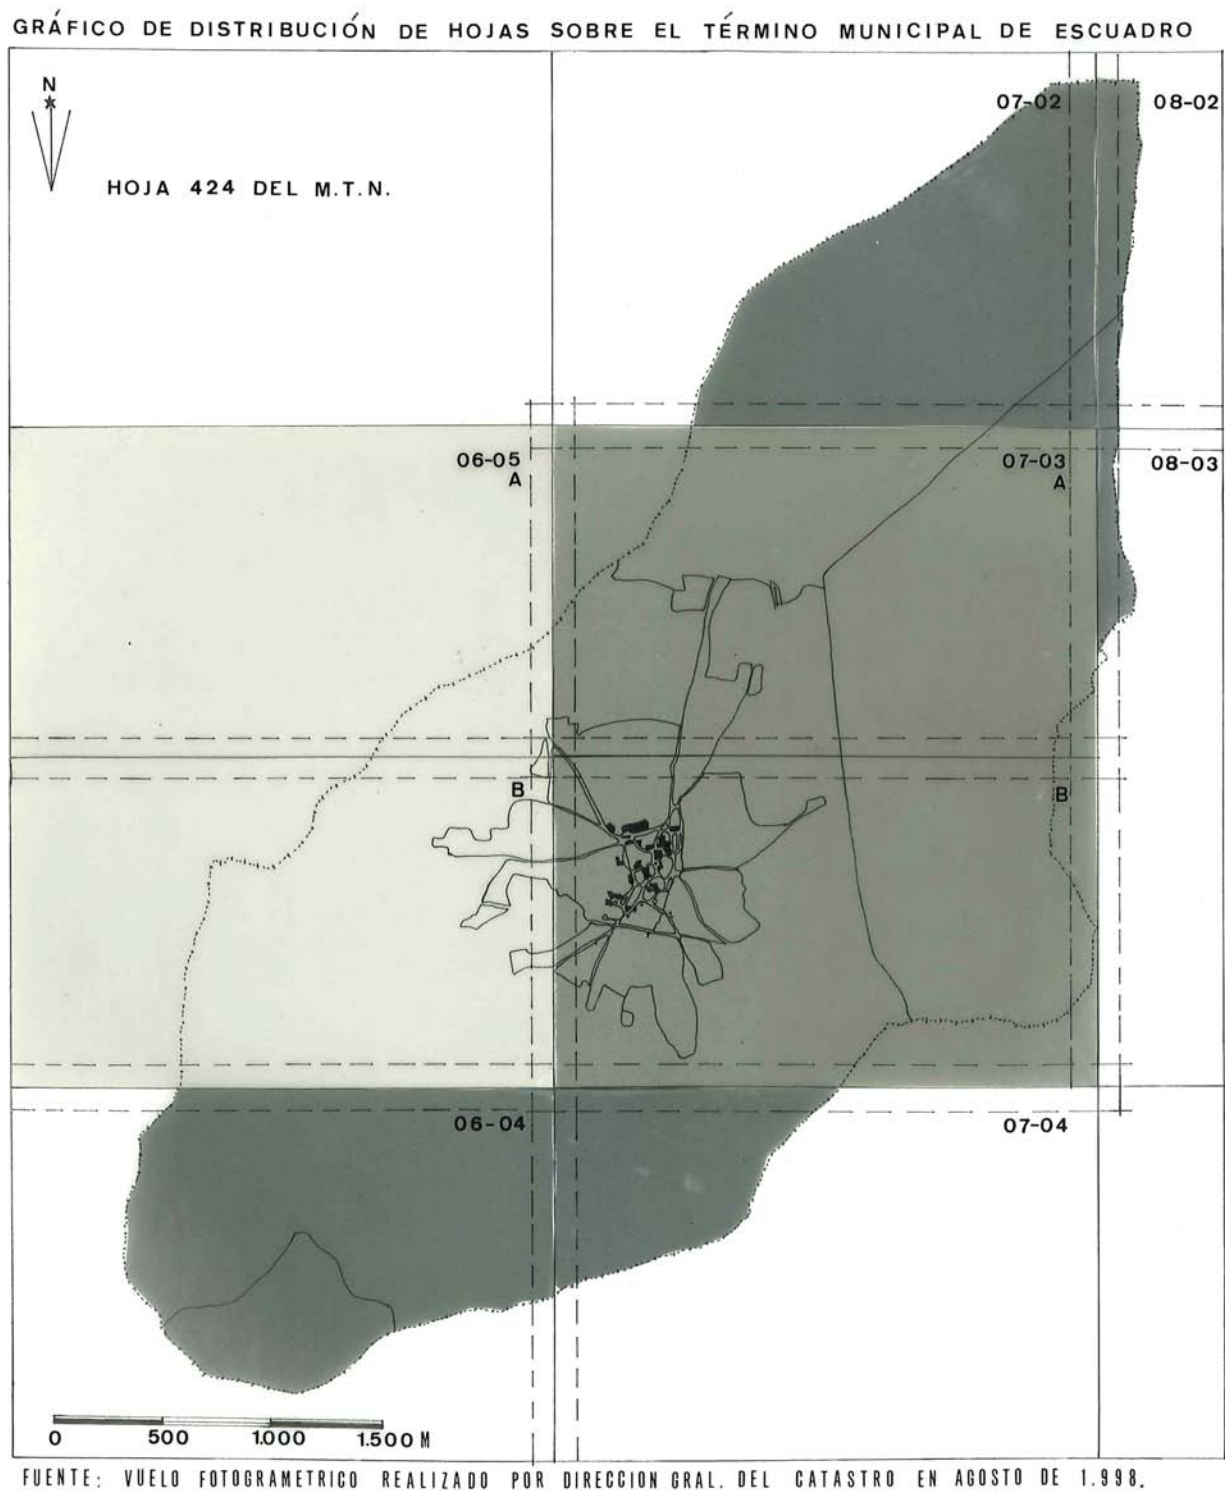 GRÁFICO DE DISTRIBUCIÓN DE HOJAS SOBRE EL TÉRMINO MUNICIPAL DE ESCUADRO
N
07-02
08-02
HOJA 424 DEL M.T.N.
06-05
A
07-03
A
08-03
B
B
06-04
07-04
0 500 1.000 1.500 M
FUENTE: VUELO FOTOGRAMETRICO REALIZADO POR DIRECCION GRAL. DEL CATASTRO EN AGOSTO DE 1.998.